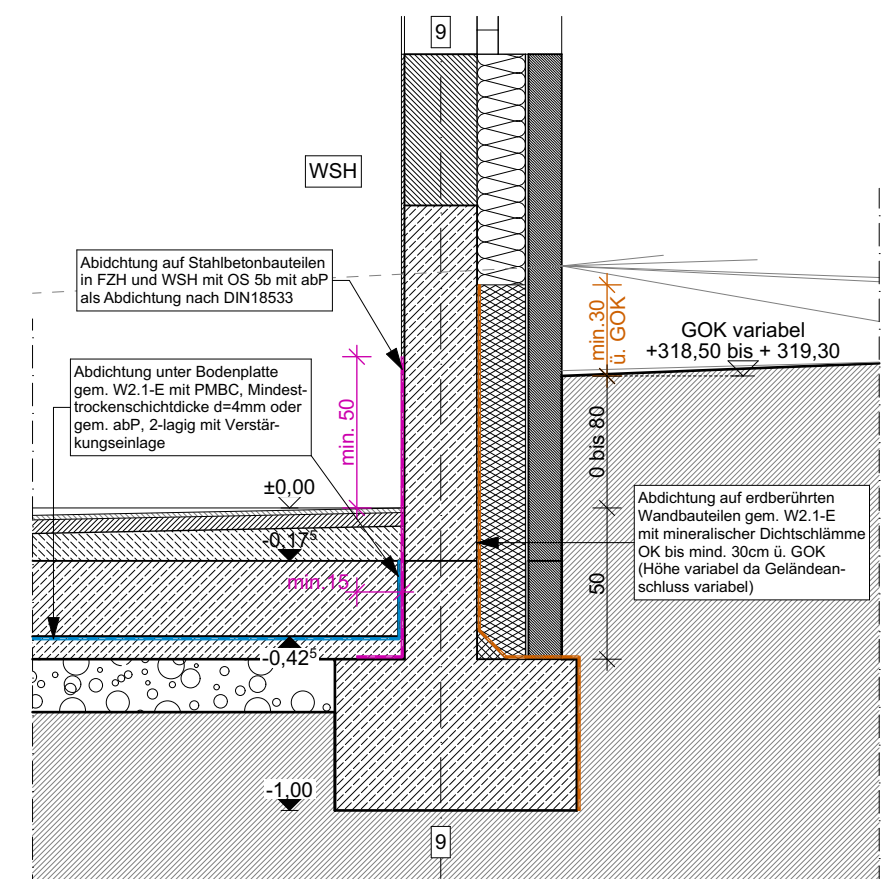 9
WSH
Abidchtung auf Stahlbetonbauteilen
in FZH und WSH mit OS 5b mit abP
als Abdichtung nach DIN18533
min.30
ü. GOK
GOK variabel
+318,50 bis + 319,30
Abdichtung unter Bodenplatte
gem. W2.1-E mit PMBC, Mindest-
trockenschichtdicke d=4mm oder
gem. abP, 2-lagig mit Verstär-
kungseinlage
min. 50
0 bis 80
±0,00
Abdichtung auf erdberührten
Wandbauteilen gem. W2.1-E
mit mineralischer Dichtschlämme
OK bis mind. 30cm ü. GOK
(Höhe variabel da Geländean-
schluss variabel)
-0,17⁵
min.15
50
-0,42⁵
-1,00
9